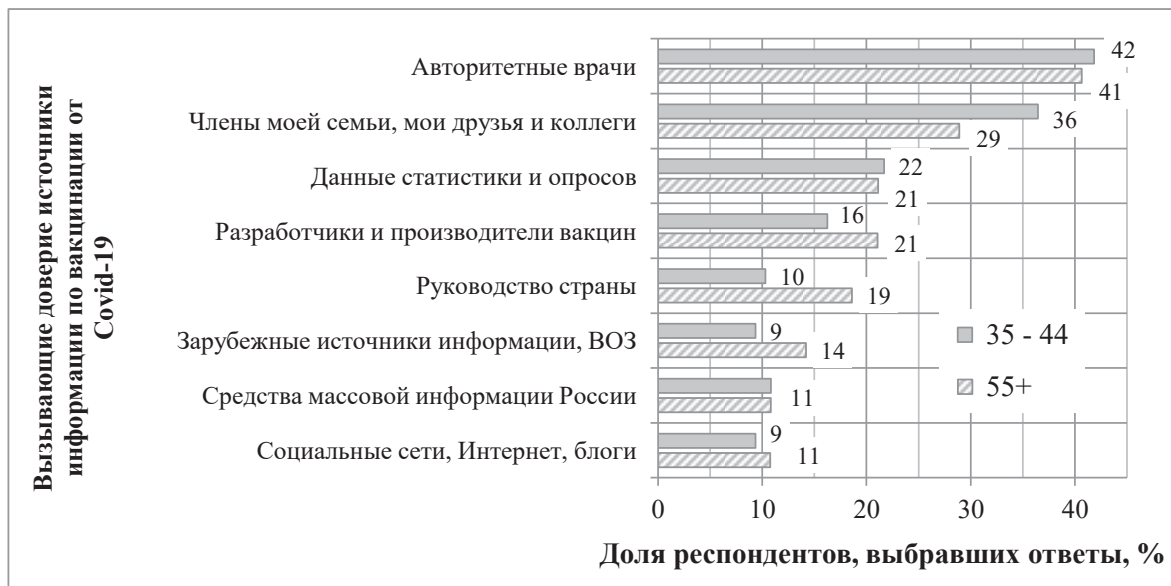 Вызывающие доверие источники
информации по вакцинации от
Covid-19
Авторитетные врачи
42
41
Члены моей семьи, мои друзья и коллеги
36
29
Данные статистики и опросов
22
21
Разработчики и производители вакцин
16
21
Руководство страны
10
19
Зарубежные источники информации, ВОЗ
9
14
Средства массовой информации России
11
Социальные сети, Интернет, блоги
9
11
35 - 44
55+
0 10 20 30 40
Доля респондентов, выбравших ответы, %